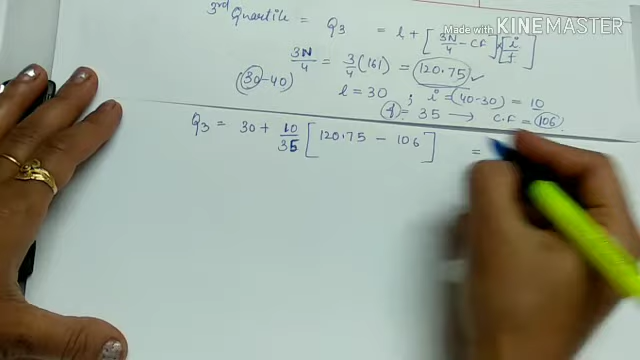 Made with KINEMASTER
3rd Quartile = Q3 = l + [ 3N/4 - CF ] [ i/f ]
3N/4 = 3/4 (161) = 120.75 ✓
(30-40) l = 30 ; i = (40-30) = 10
f = 35 → C.F = 106
Q3 = 30 + 10/35 [ 120.75 - 106 ] =